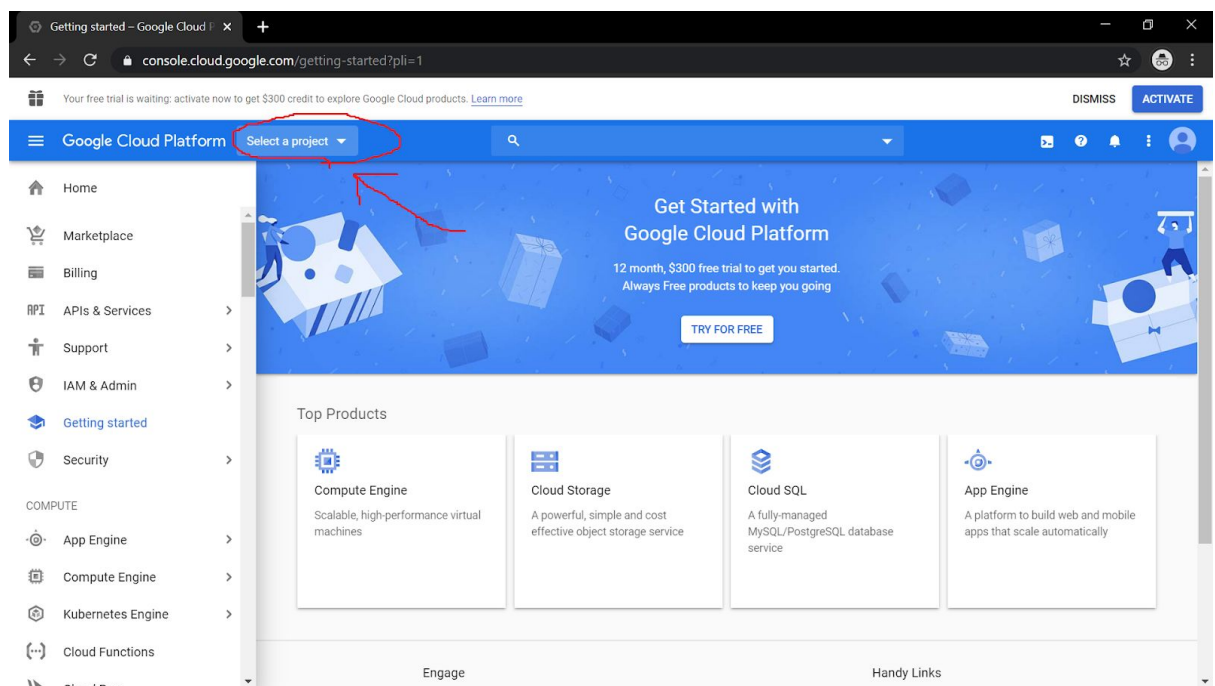 Getting started – Google Cloud P
console.cloud.google.com/getting-started?pli=1
Your free trial is waiting: activate now to get $300 credit to explore Google Cloud products. Learn more
DISMISS
ACTIVATE
Google Cloud Platform
Select a project
Home
Marketplace
Billing
API
APIs & Services
Support
IAM & Admin
Getting started
Security
COMPUTE
App Engine
Compute Engine
Kubernetes Engine
Cloud Functions
Get Started with
Google Cloud Platform
12 month, $300 free trial to get you started.
Always Free products to keep you going
TRY FOR FREE
Top Products
Compute Engine
Scalable, high-performance virtual
machines
Cloud Storage
A powerful, simple and cost
effective object storage service
Cloud SQL
A fully-managed
MySQL/PostgreSQL database
service
App Engine
A platform to build web and mobile
apps that scale automatically
Engage
Handy Links